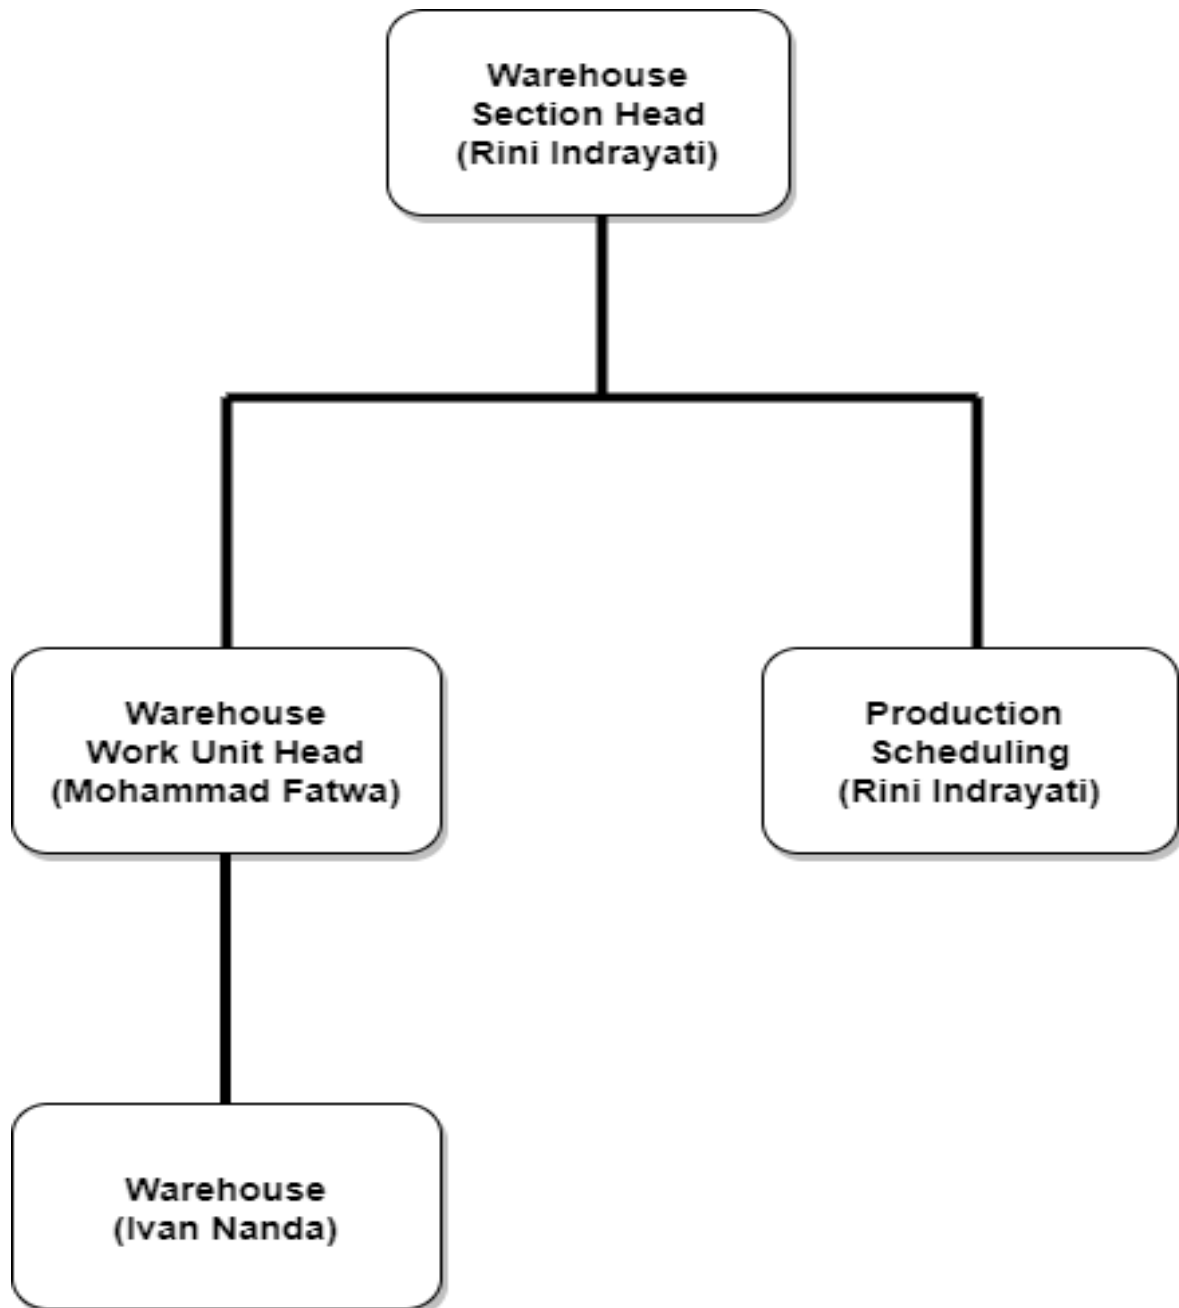 Warehouse
Section Head
(Rini Indrayati)
Warehouse
Work Unit Head
(Mohammad Fatwa)
Production
Scheduling
(Rini Indrayati)
Warehouse
(Ivan Nanda)